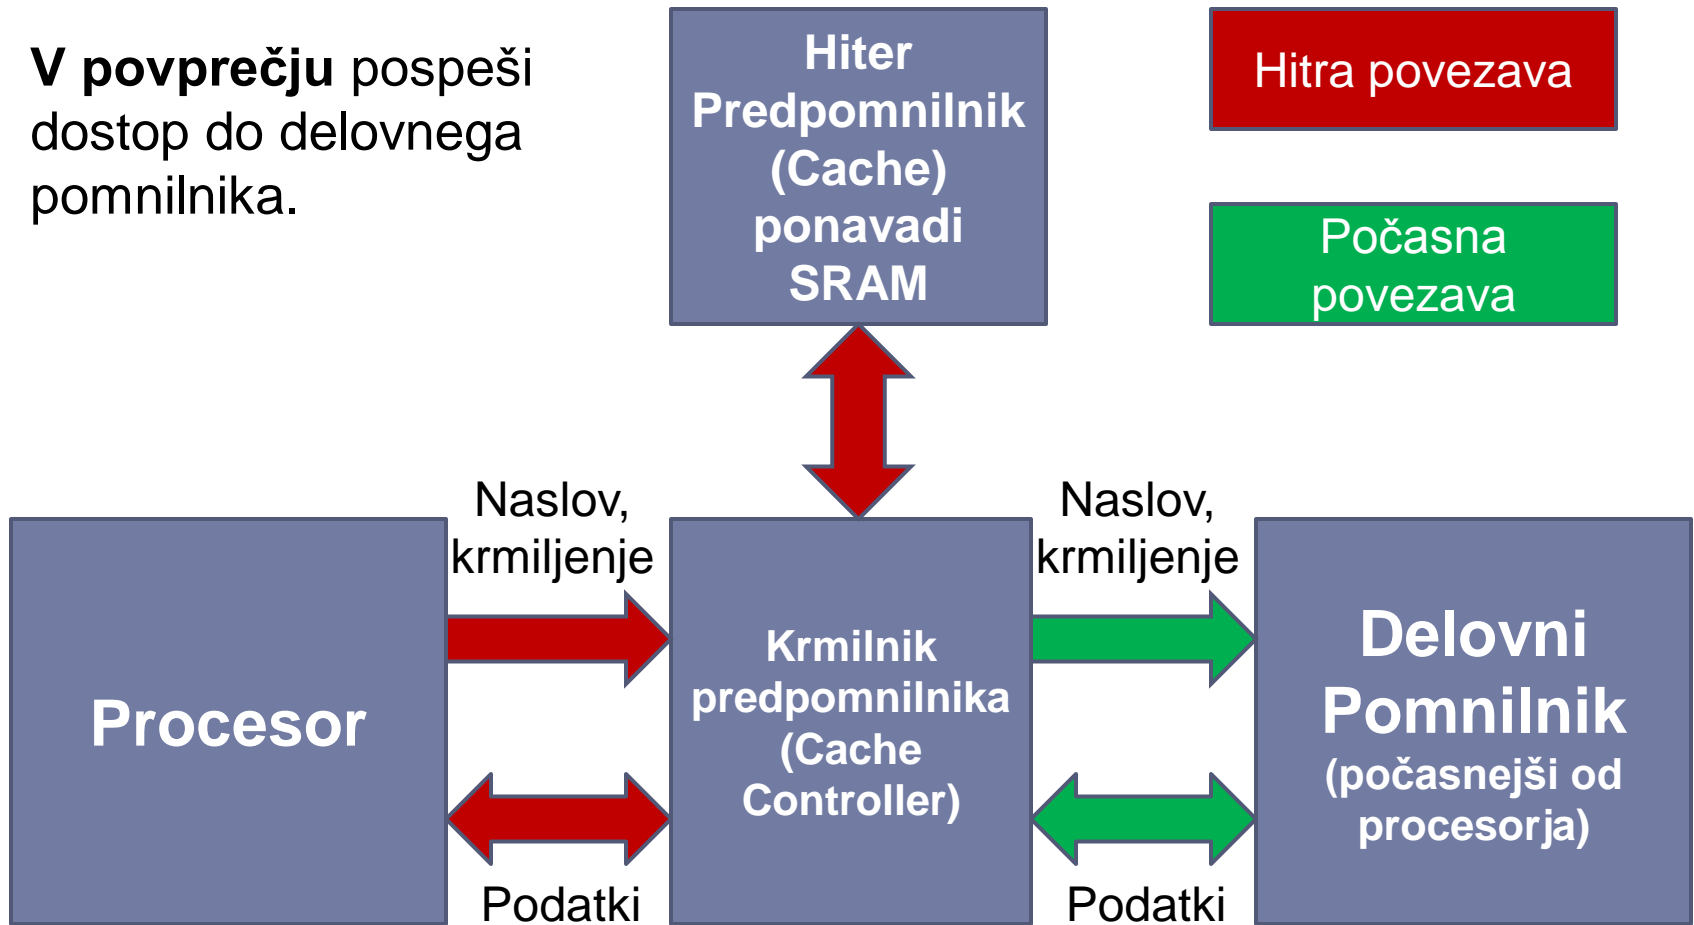 V povprečju pospeši
dostop do delovnega
pomnilnika.
Hiter
Predpomnilnik
(Cache)
ponavadi
SRAM
Hitra povezava
Počasna
povezava
Naslov,
krmiljenje
Naslov,
krmiljenje
Procesor
Krmilnik
predpomnilnika
(Cache
Controller)
Delovni
Pomnilnik
(počasnejši od
procesorja)
Podatki
Podatki